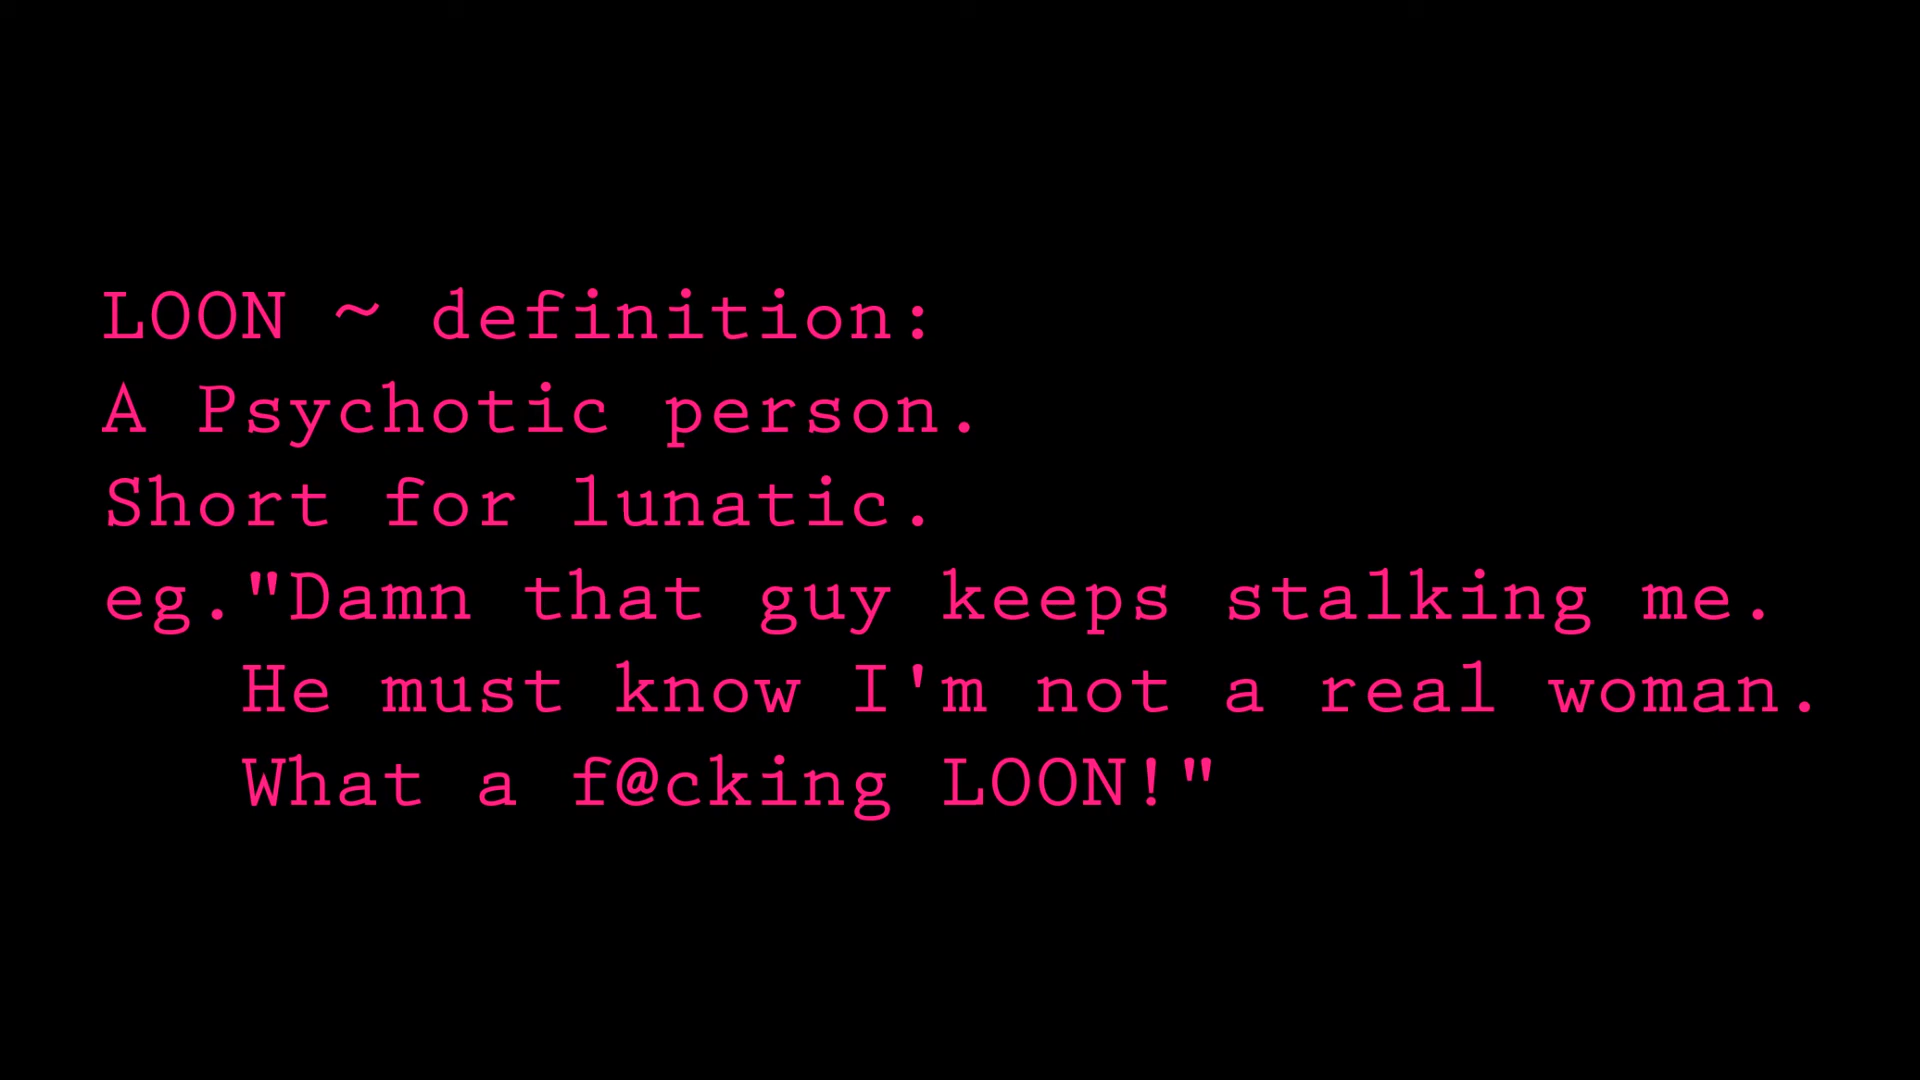 LOON ~ definition:
A Psychotic person.
Short for lunatic.
eg."Damn that guy keeps stalking me.
He must know I'm not a real woman.
What a f@cking LOON!"